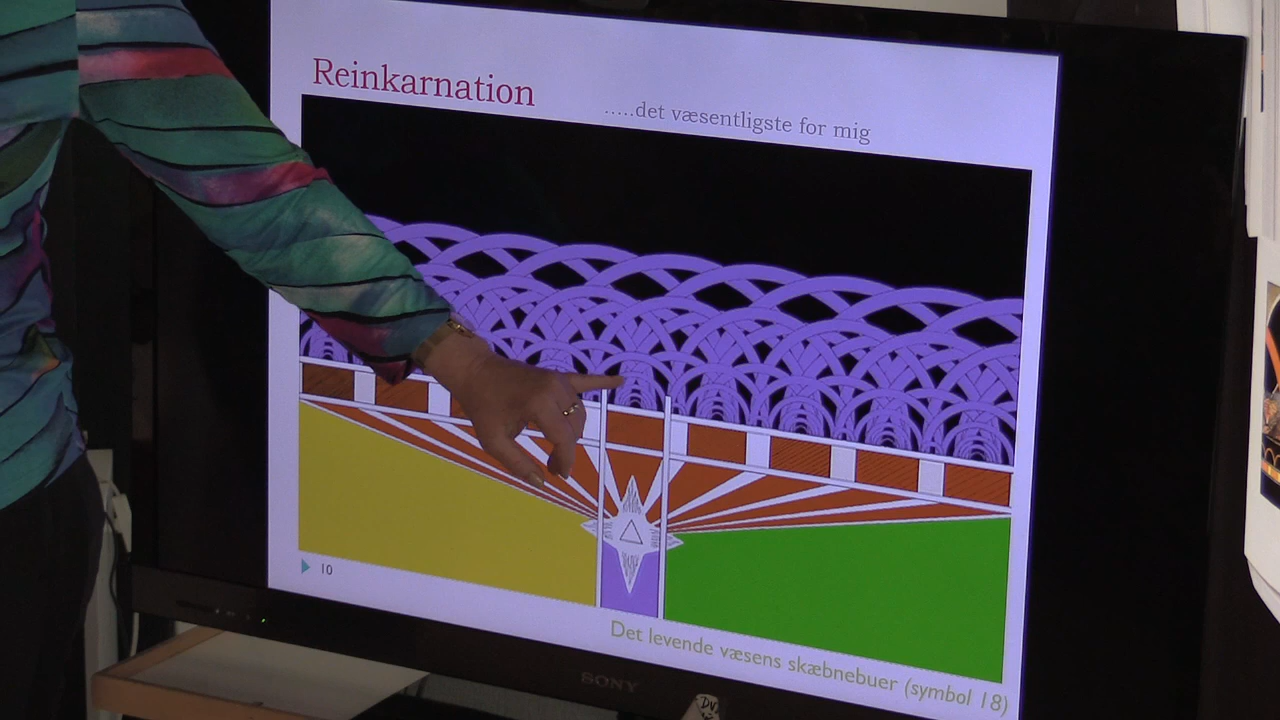 Reinkarnation
.....det væsentligste for mig
10
Det levende væsens skæbnebuer (symbol 18)
SONY